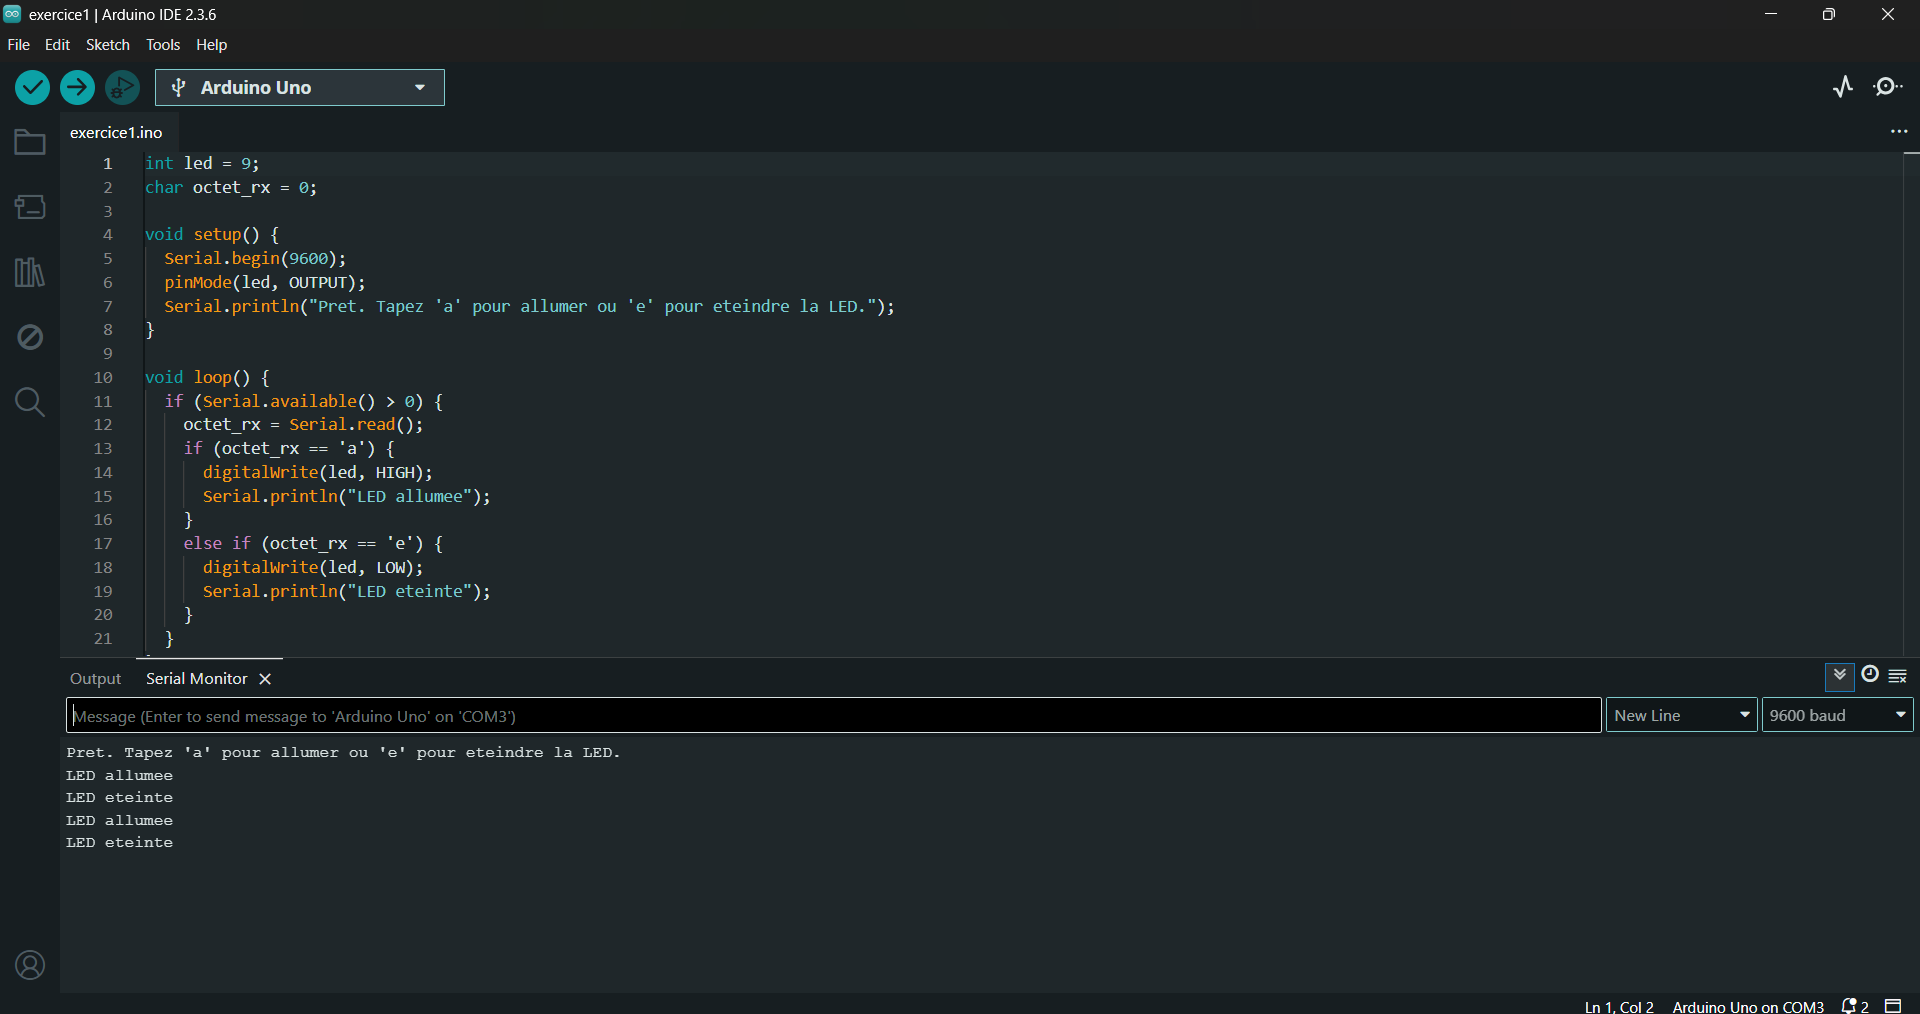 exercice1 | Arduino IDE 2.3.6
File Edit Sketch Tools Help
Arduino Uno
exercice1.ino
1 int led = 9;
2 char octet_rx = 0;
3
4 void setup() {
5 Serial.begin(9600);
6 pinMode(led, OUTPUT);
7 Serial.println("Pret. Tapez 'a' pour allumer ou 'e' pour eteindre la LED.");
8 }
9
10 void loop() {
11 if (Serial.available() > 0) {
12 octet_rx = Serial.read();
13 if (octet_rx == 'a') {
14 digitalWrite(led, HIGH);
15 Serial.println("LED allumee");
16 }
17 else if (octet_rx == 'e') {
18 digitalWrite(led, LOW);
19 Serial.println("LED eteinte");
20 }
21 }
Output Serial Monitor
Message (Enter to send message to 'Arduino Uno' on 'COM3') New Line 9600 baud
Pret. Tapez 'a' pour allumer ou 'e' pour eteindre la LED.
LED allumee
LED eteinte
LED allumee
LED eteinte
Ln 1, Col 2 Arduino Uno on COM3 2